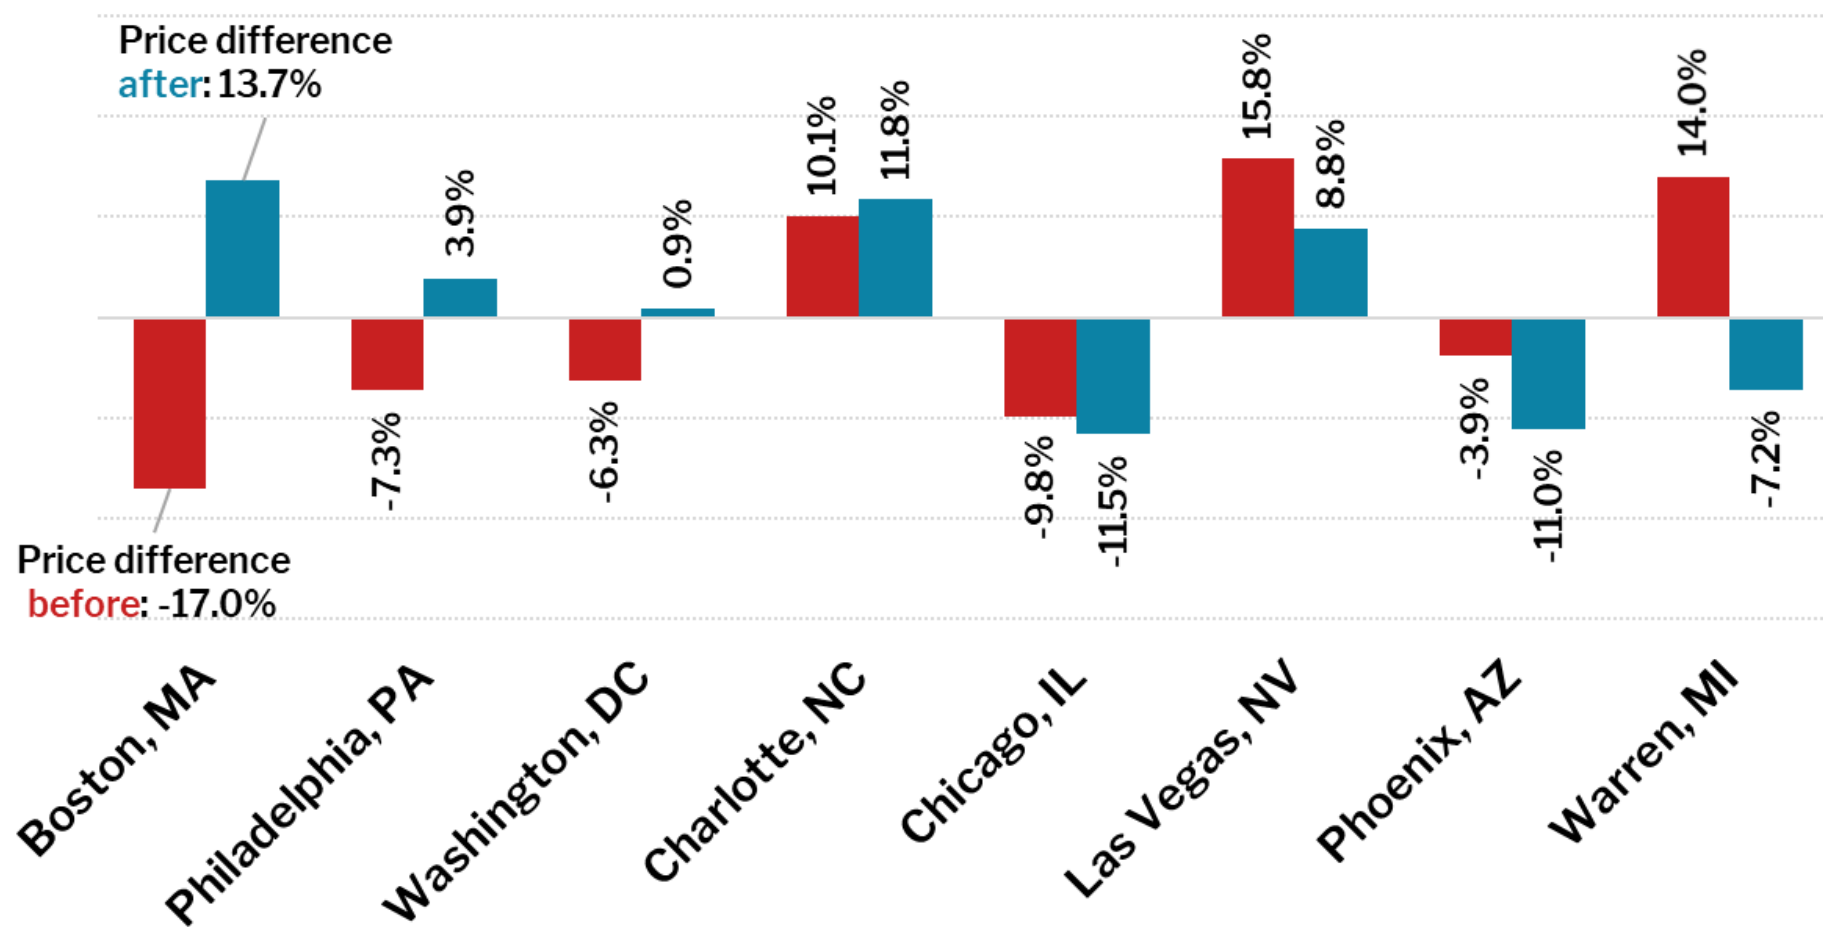 Price difference
after: 13.7%
Price difference
before: -17.0%
-7.3%
3.9%
-6.3%
0.9%
10.1%
11.8%
-9.8%
-11.5%
15.8%
8.8%
-3.9%
-11.0%
14.0%
-7.2%
Boston, MA
Philadelphia, PA
Washington, DC
Charlotte, NC
Chicago, IL
Las Vegas, NV
Phoenix, AZ
Warren, MI